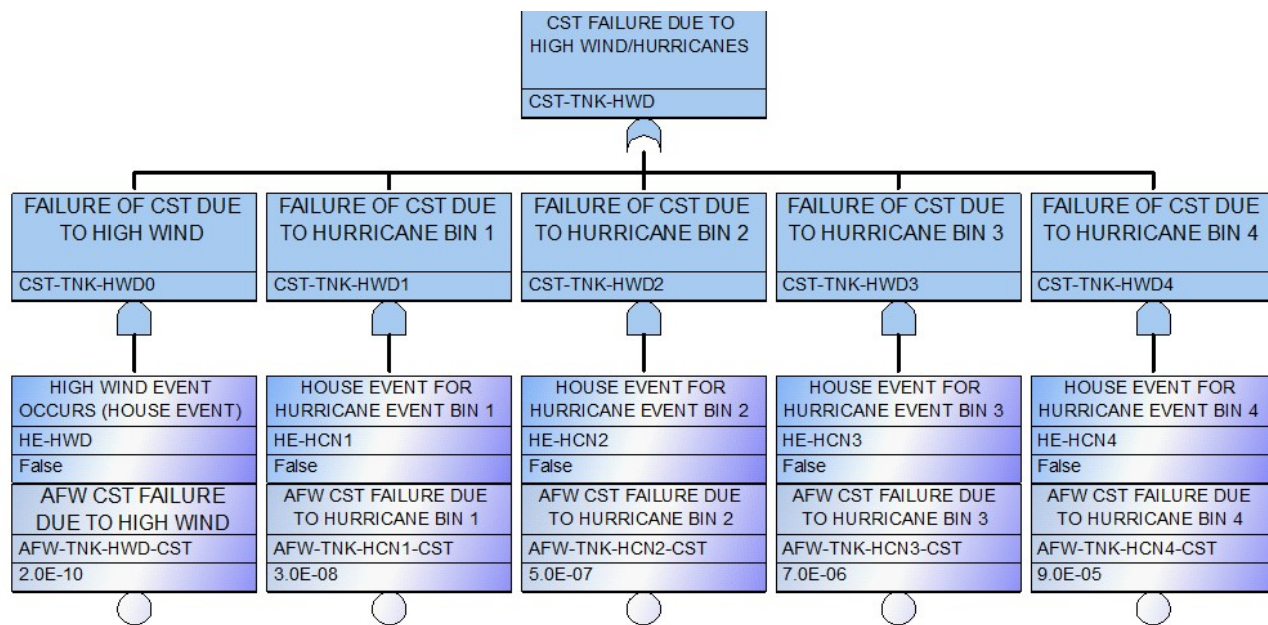 CST FAILURE DUE TO
HIGH WIND/HURRICANES
CST-TNK-HWD
FAILURE OF CST DUE
TO HIGH WIND
CST-TNK-HWD0
FAILURE OF CST DUE
TO HURRICANE BIN 1
CST-TNK-HWD1
FAILURE OF CST DUE
TO HURRICANE BIN 2
CST-TNK-HWD2
FAILURE OF CST DUE
TO HURRICANE BIN 3
CST-TNK-HWD3
FAILURE OF CST DUE
TO HURRICANE BIN 4
CST-TNK-HWD4
HIGH WIND EVENT
OCCURS (HOUSE EVENT)
HE-HWD
False
AFW CST FAILURE
DUE TO HIGH WIND
AFW-TNK-HWD-CST
2.0E-10
HOUSE EVENT FOR
HURRICANE EVENT BIN 1
HE-HCN1
False
AFW CST FAILURE DUE
TO HURRICANE BIN 1
AFW-TNK-HCN1-CST
3.0E-08
HOUSE EVENT FOR
HURRICANE EVENT BIN 2
HE-HCN2
False
AFW CST FAILURE DUE
TO HURRICANE BIN 2
AFW-TNK-HCN2-CST
5.0E-07
HOUSE EVENT FOR
HURRICANE EVENT BIN 3
HE-HCN3
False
AFW CST FAILURE DUE
TO HURRICANE BIN 3
AFW-TNK-HCN3-CST
7.0E-06
HOUSE EVENT FOR
HURRICANE EVENT BIN 4
HE-HCN4
False
AFW CST FAILURE DUE
TO HURRICANE BIN 4
AFW-TNK-HCN4-CST
9.0E-05